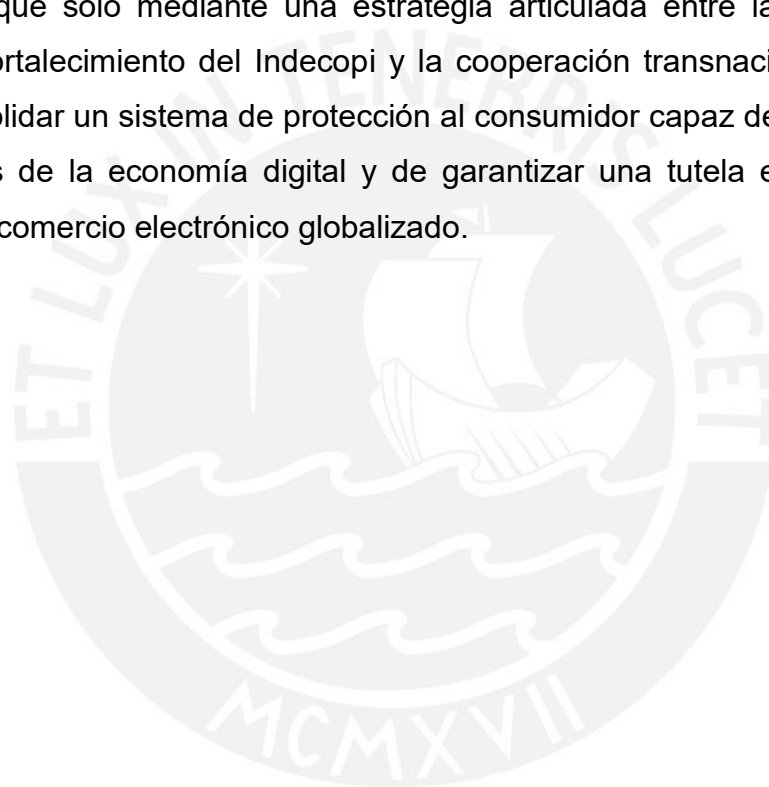 que solo mediante una estrategia articulada entre la
ortalecimiento del Indecopi y la cooperación transnaci
olidar un sistema de protección al consumidor capaz de
s de la economía digital y de garantizar una tutela e
comercio electrónico globalizado.
ET LUX IN TENEBRIS LUCET
MCMXVII